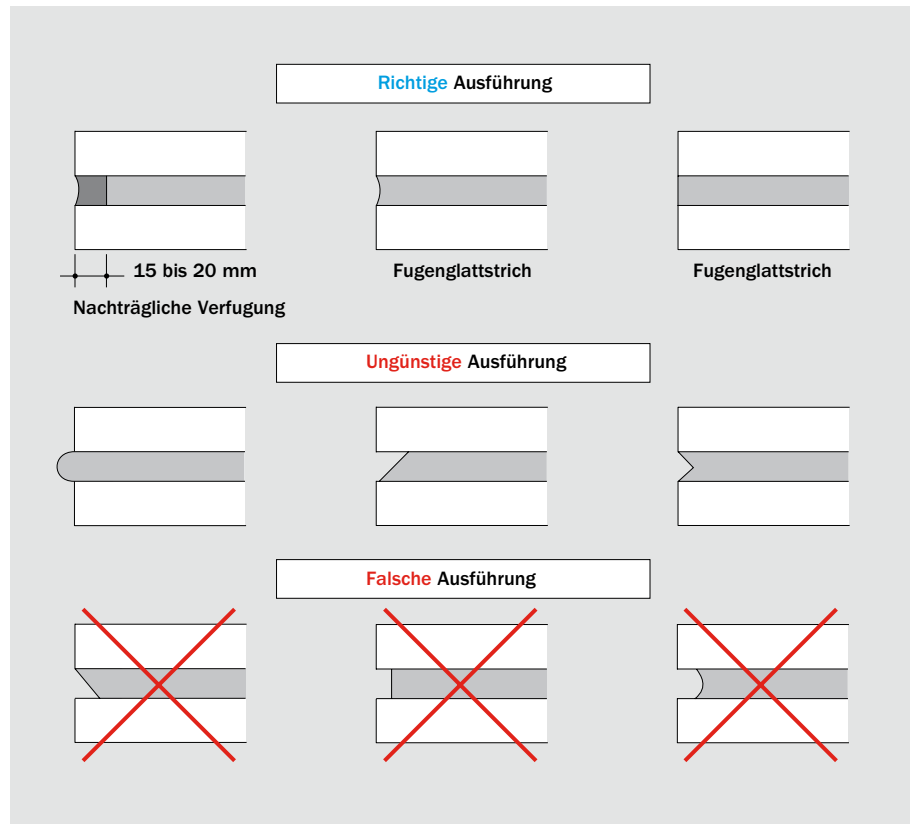 Richtige Ausführung
15 bis 20 mm
Nachträgliche Verfugung
Fugenglattstrich
Fugenglattstrich
Ungünstige Ausführung
Falsche Ausführung